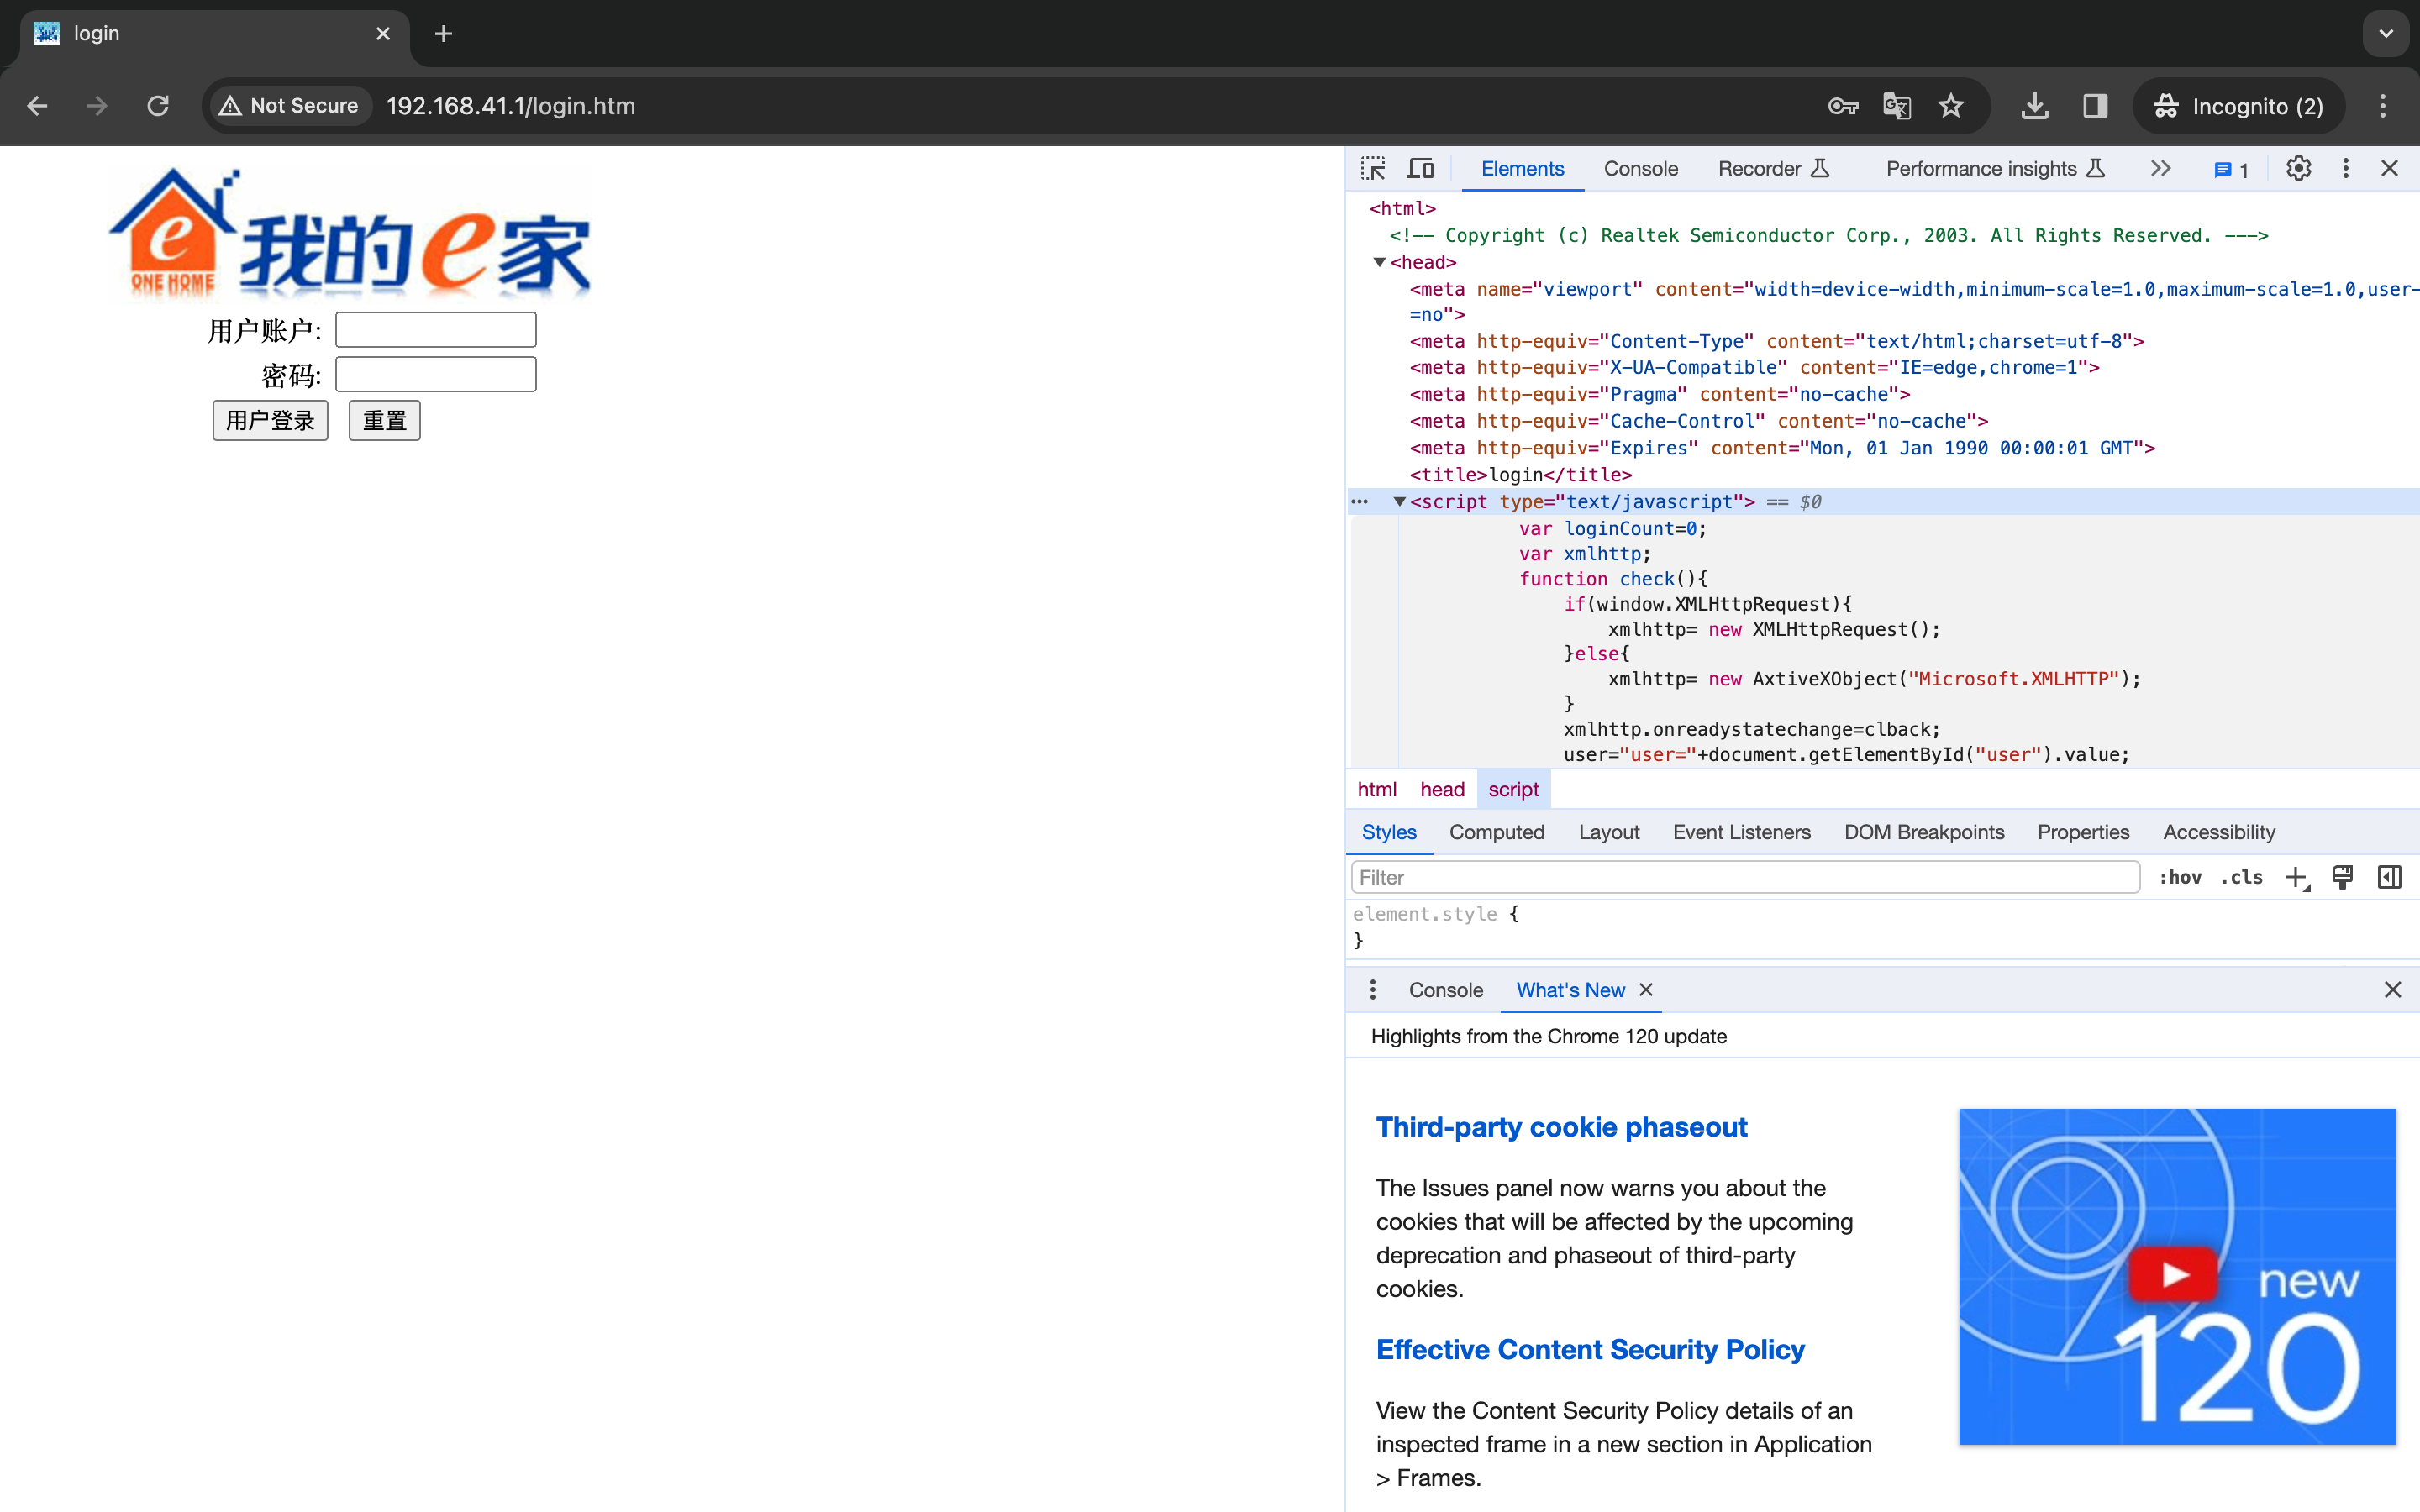 login
Not Secure
192.168.41.1/login.htm
Incognito (2)
ONE HOME
我的e家
用户账户:
密码:
用户登录 重置
Elements Console Recorder Performance insights 1
<html>
<!-- Copyright (c) Realtek Semiconductor Corp., 2003. All Rights Reserved. --->
<head>
<meta name="viewport" content="width=device-width,minimum-scale=1.0,maximum-scale=1.0,user-
=no">
<meta http-equiv="Content-Type" content="text/html;charset=utf-8">
<meta http-equiv="X-UA-Compatible" content="IE=edge,chrome=1">
<meta http-equiv="Pragma" content="no-cache">
<meta http-equiv="Cache-Control" content="no-cache">
<meta http-equiv="Expires" content="Mon, 01 Jan 1990 00:00:01 GMT">
<title>login</title>
<script type="text/javascript"> == $0
var loginCount=0;
var xmlhttp;
function check(){
if(window.XMLHttpRequest){
xmlhttp= new XMLHttpRequest();
}else{
xmlhttp= new AxtiveXObject("Microsoft.XMLHTTP");
}
xmlhttp.onreadystatechange=clback;
user="user="+document.getElementById("user").value;
html head script
Styles Computed Layout Event Listeners DOM Breakpoints Properties Accessibility
Filter :hov .cls
element.style {
}
Console What's New
Highlights from the Chrome 120 update
Third-party cookie phaseout
The Issues panel now warns you about the
cookies that will be affected by the upcoming
deprecation and phaseout of third-party
cookies.
Effective Content Security Policy
View the Content Security Policy details of an
inspected frame in a new section in Application
> Frames.
new
120